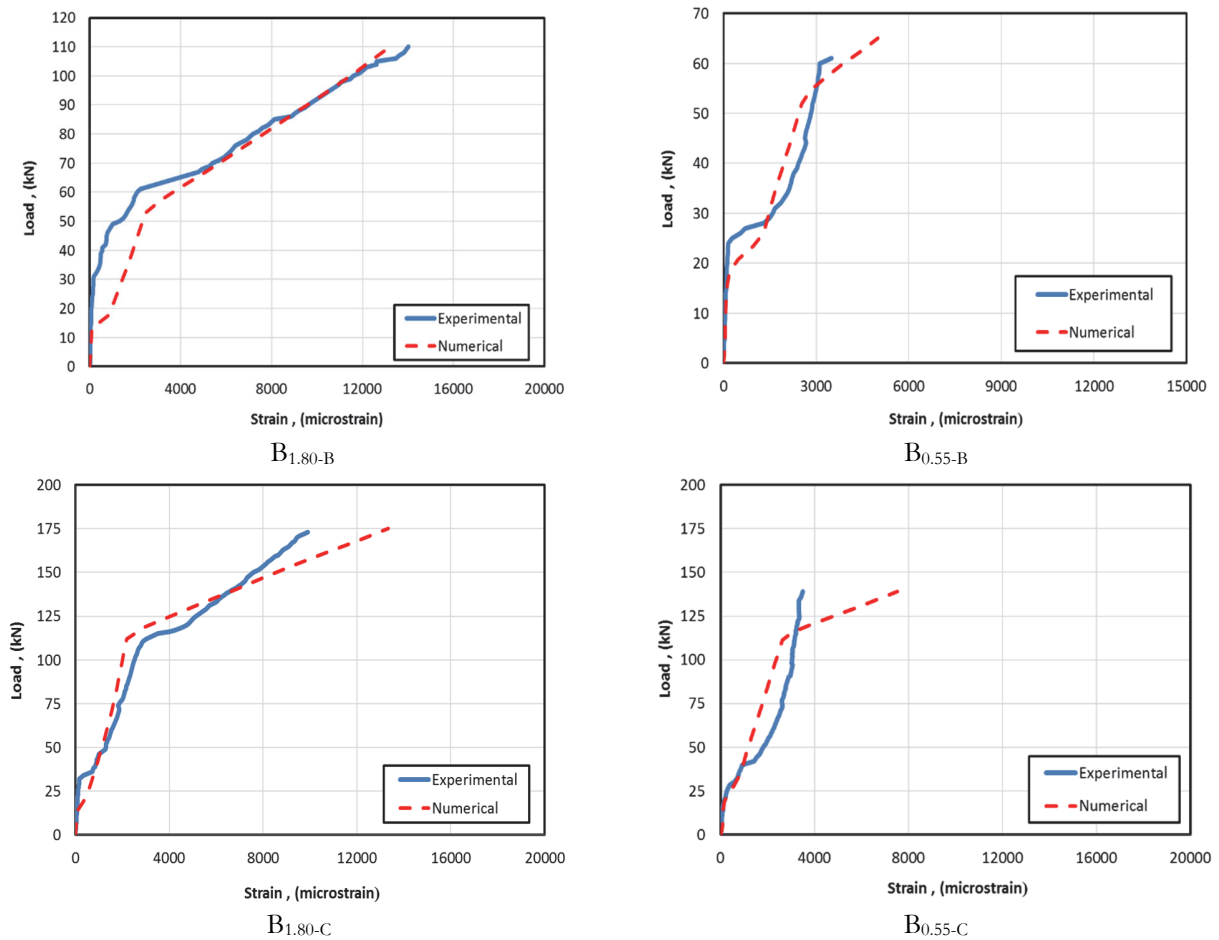 120
110
100
90
80
70
60
50
40
30
20
10
0
Load , (kN)
Experimental
Numerical
0 4000 8000 12000 16000 20000
Strain , (microstrain)
B1.80-B
70
60
50
40
30
20
10
0
Load , (kN)
Experimental
Numerical
0 3000 6000 9000 12000 15000
Strain , (microstrain)
B0.55-B
200
175
150
125
100
75
50
25
0
Load , (kN)
Experimental
Numerical
0 4000 8000 12000 16000 20000
Strain , (microstrain)
B1.80-C
200
175
150
125
100
75
50
25
0
Load , (kN)
Experimental
Numerical
0 4000 8000 12000 16000 20000
Strain , (microstrain)
B0.55-C